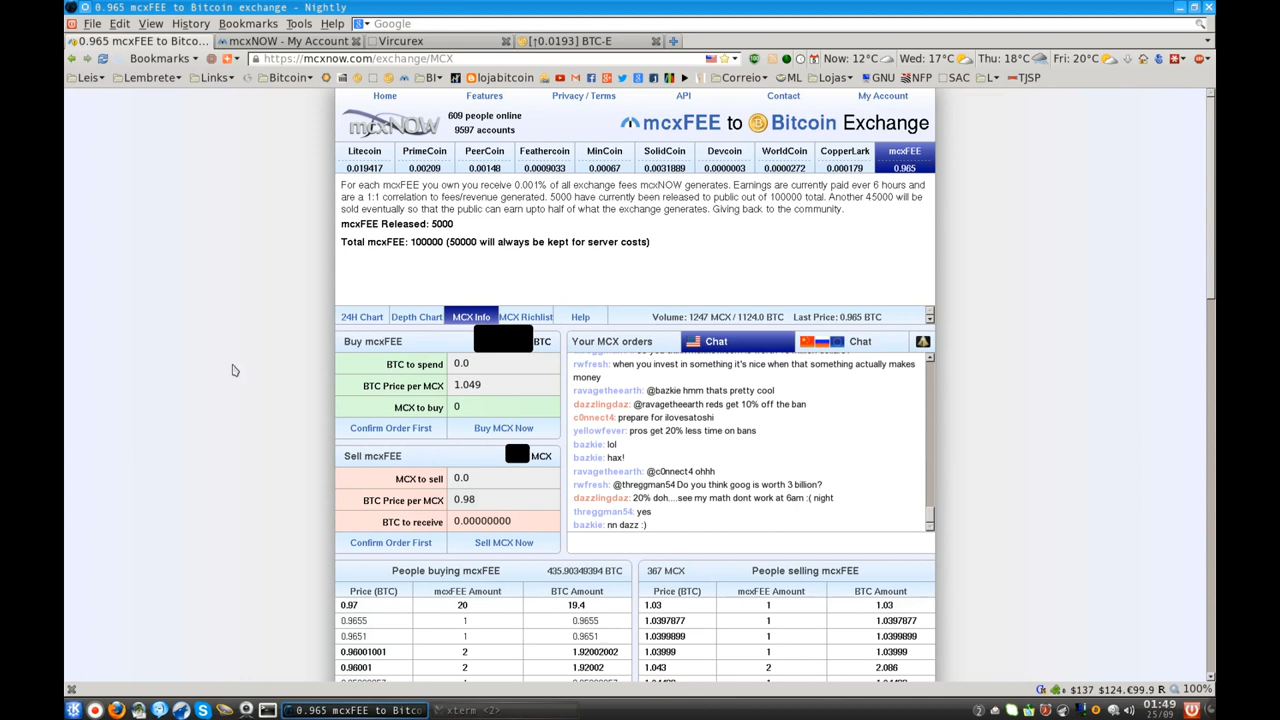 0.965 mcxFEE to Bitcoin exchange - Nightly
File Edit View History Bookmarks Tools Help Google
0.965 mcxFEE to Bitco... mcxNOW - My Account Vircurex [↑0.0193] BTC-E
Bookmarks https://mcxnow.com/exchange/MCX Now: 12°C Wed: 17°C Thu: 18°C Fri: 20°C
Leis Lembrete Links Bitcoin BI lojabitcoin Correio ML Lojas GNU NFP SAC L TJSP
Home Features Privacy / Terms API Contact My Account
mcxNOW
609 people online
9597 accounts
mcxFEE to Bitcoin Exchange
Litecoin PrimeCoin PeerCoin Feathercoin MinCoin SolidCoin Devcoin WorldCoin CopperLark mcxFEE
0.019417 0.00209 0.00148 0.0009033 0.00067 0.0031889 0.0000003 0.0000272 0.000179 0.965
For each mcxFEE you own you receive 0.001% of all exchange fees mcxNOW generates. Earnings are currently paid ever 6 hours and
are a 1:1 correlation to fees/revenue generated. 5000 have currently been released to public out of 100000 total. Another 45000 will be
sold eventually so that the public can earn upto half of what the exchange generates. Giving back to the community.
mcxFEE Released: 5000
Total mcxFEE: 100000 (50000 will always be kept for server costs)
24H Chart Depth Chart MCX Info MCX Richlist Help Volume: 1247 MCX / 1124.0 BTC Last Price: 0.965 BTC
Buy mcxFEE BTC
BTC to spend 0.0
BTC Price per MCX 1.049
MCX to buy 0
Confirm Order First Buy MCX Now
Sell mcxFEE MCX
MCX to sell 0.0
BTC Price per MCX 0.98
BTC to receive 0.00000000
Confirm Order First Sell MCX Now
Your MCX orders Chat Chat
rwfresh: when you invest in something it's nice when that something actually makes
money
ravagetheearth: @bazkie hmm thats pretty cool
dazzlingdaz: @ravagetheearth reds get 10% off the ban
c0nnect4: prepare for ilovesatoshi
yellowfever: pros get 20% less time on bans
bazkie: lol
bazkie: hax!
ravagetheearth: @c0nnect4 ohhh
rwfresh: @threggman54 Do you think goog is worth 3 billion?
dazzlingdaz: 20% doh....see my math dont work at 6am :( night
threggman54: yes
bazkie: nn dazz :)
People buying mcxFEE 435.90349394 BTC
Price (BTC) mcxFEE Amount BTC Amount
0.97 20 19.4
0.9655 1 0.9655
0.9651 1 0.9651
0.96001001 2 1.92002002
0.96001 2 1.92002
367 MCX People selling mcxFEE
Price (BTC) mcxFEE Amount BTC Amount
1.03 1 1.03
1.0397877 1 1.0397877
1.0399899 1 1.0399899
1.03999 1 1.03999
1.043 2 2.086
$137 $124.€99.9 R 100%
0.965 mcxFEE to Bitco xterm <2> 01:49
25/09